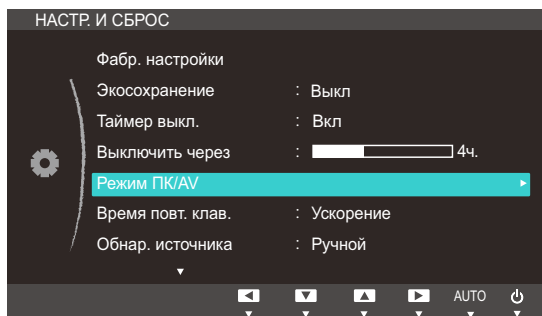 НАСТР. И СБРОС
Фабр. настройки
Экосохранение : Выкл
Таймер выкл. : Вкл
Выключить через : 4ч.
Режим ПК/AV
Время повт. клав. : Ускорение
Обнар. источника : Ручной
AUTO